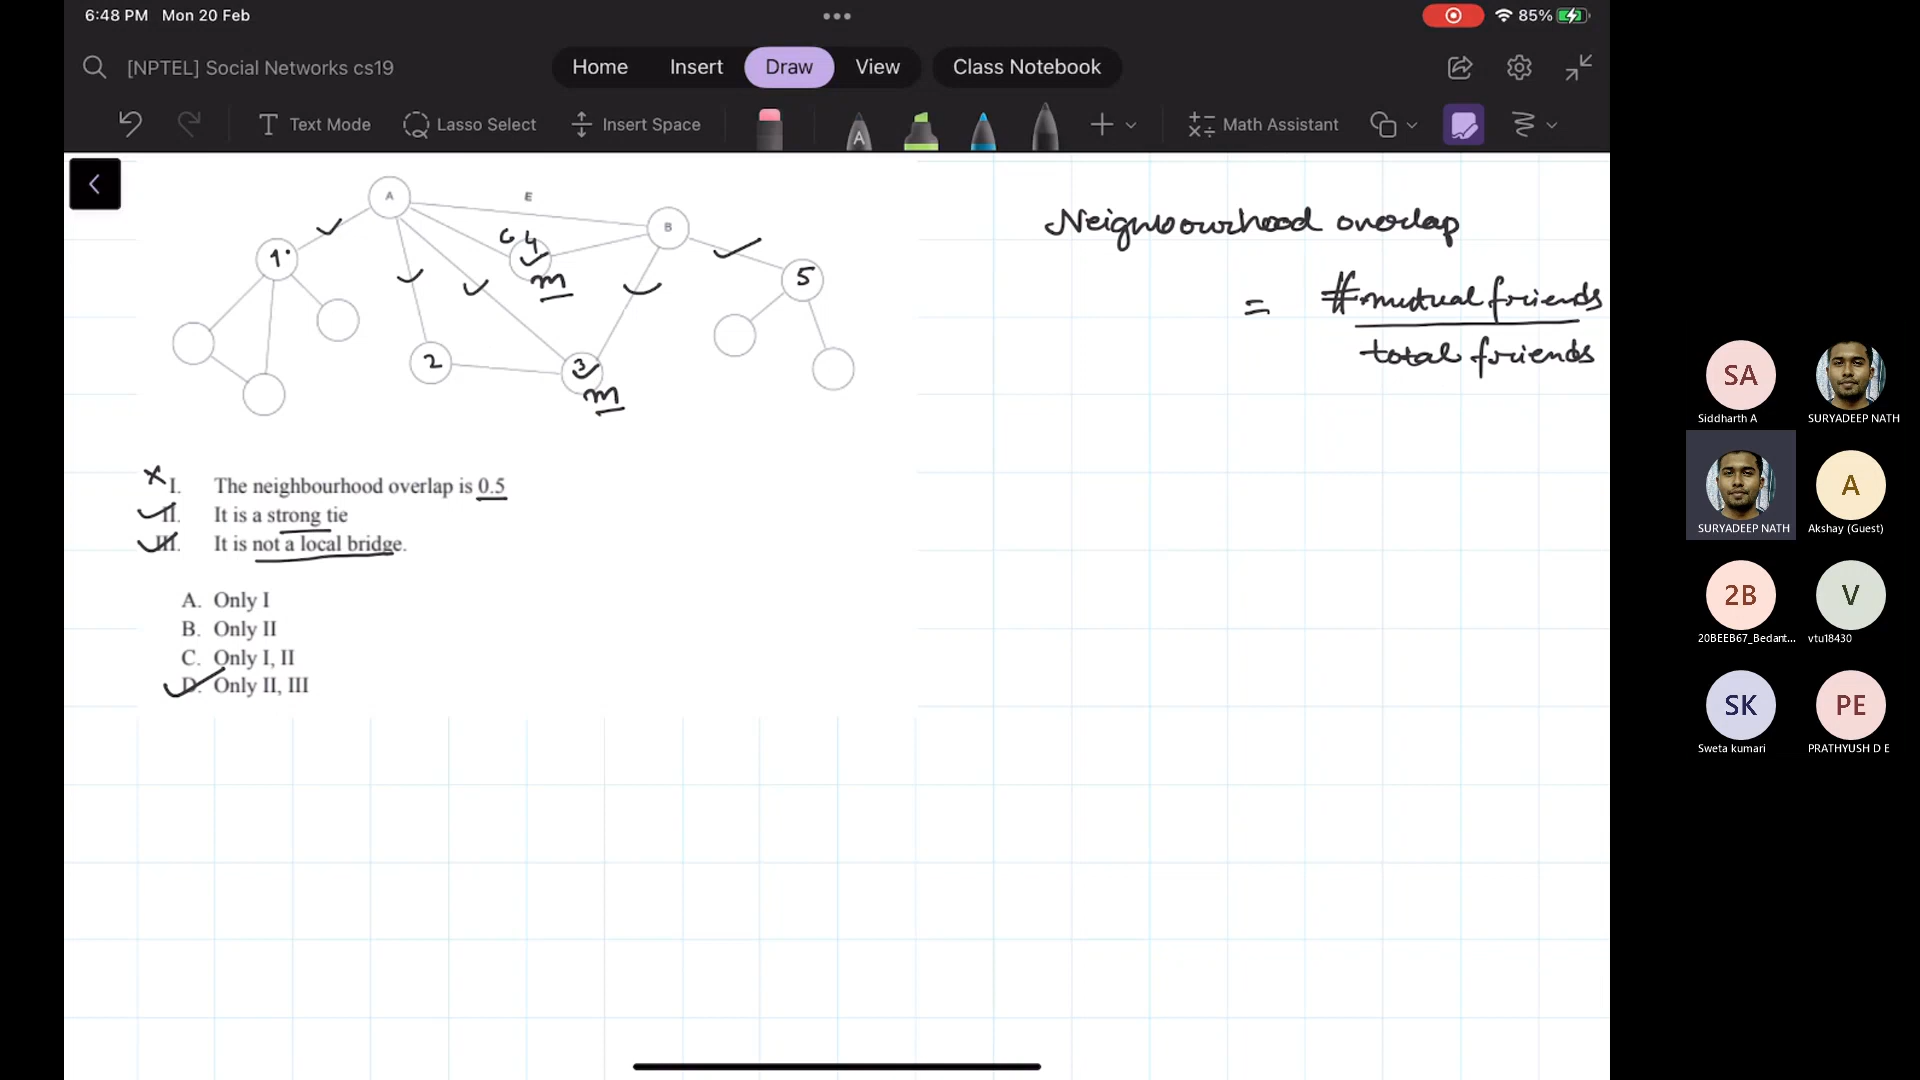 6:48 PM Mon 20 Feb
85%
[NPTEL] Social Networks cs19
Home Insert Draw View Class Notebook
Text Mode Lasso Select Insert Space A Math Assistant
A E B
1 4 5
m
2 3
m
Neighbourhood overlap
= # mutual friends
total friends
I. The neighbourhood overlap is 0.5
II. It is a strong tie
III. It is not a local bridge.
A. Only I
B. Only II
C. Only I, II
D. Only II, III
SA
Siddharth A
SURYADEEP NATH
SURYADEEP NATH
A
Akshay (Guest)
2B
20BEEB67_Bedant...
V
vtu18430
SK
Sweta kumari
PE
PRATHYUSH D E